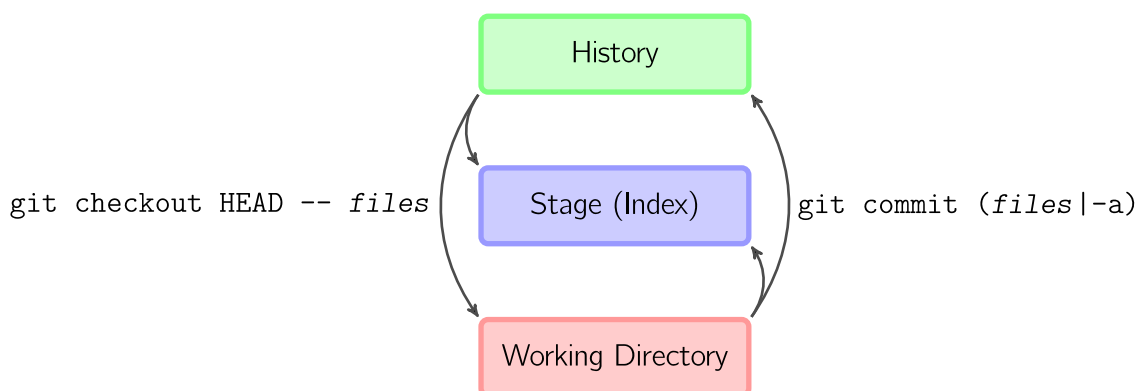 History
git checkout HEAD -- files
Stage (Index)
git commit (files|-a)
Working Directory